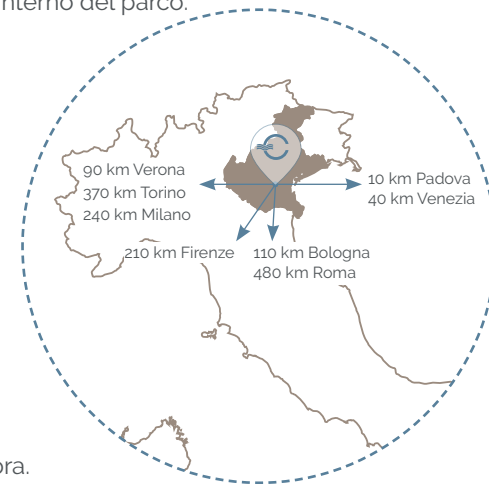 nterno del parco.
90 km Verona
370 km Torino
240 km Milano
10 km Padova
40 km Venezia
210 km Firenze
110 km Bologna
480 km Roma
ora.